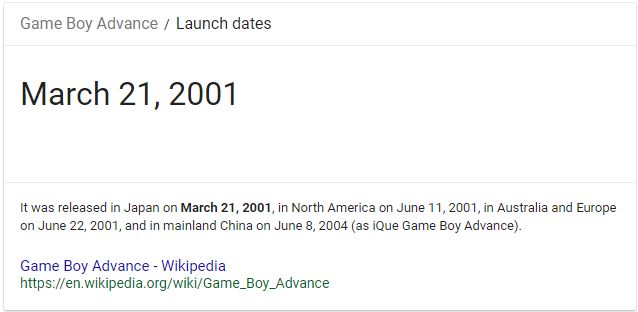 Game Boy Advance / Launch dates
March 21, 2001
It was released in Japan on March 21, 2001, in North America on June 11, 2001, in Australia and Europe
on June 22, 2001, and in mainland China on June 8, 2004 (as iQue Game Boy Advance).
Game Boy Advance - Wikipedia
https://en.wikipedia.org/wiki/Game_Boy_Advance